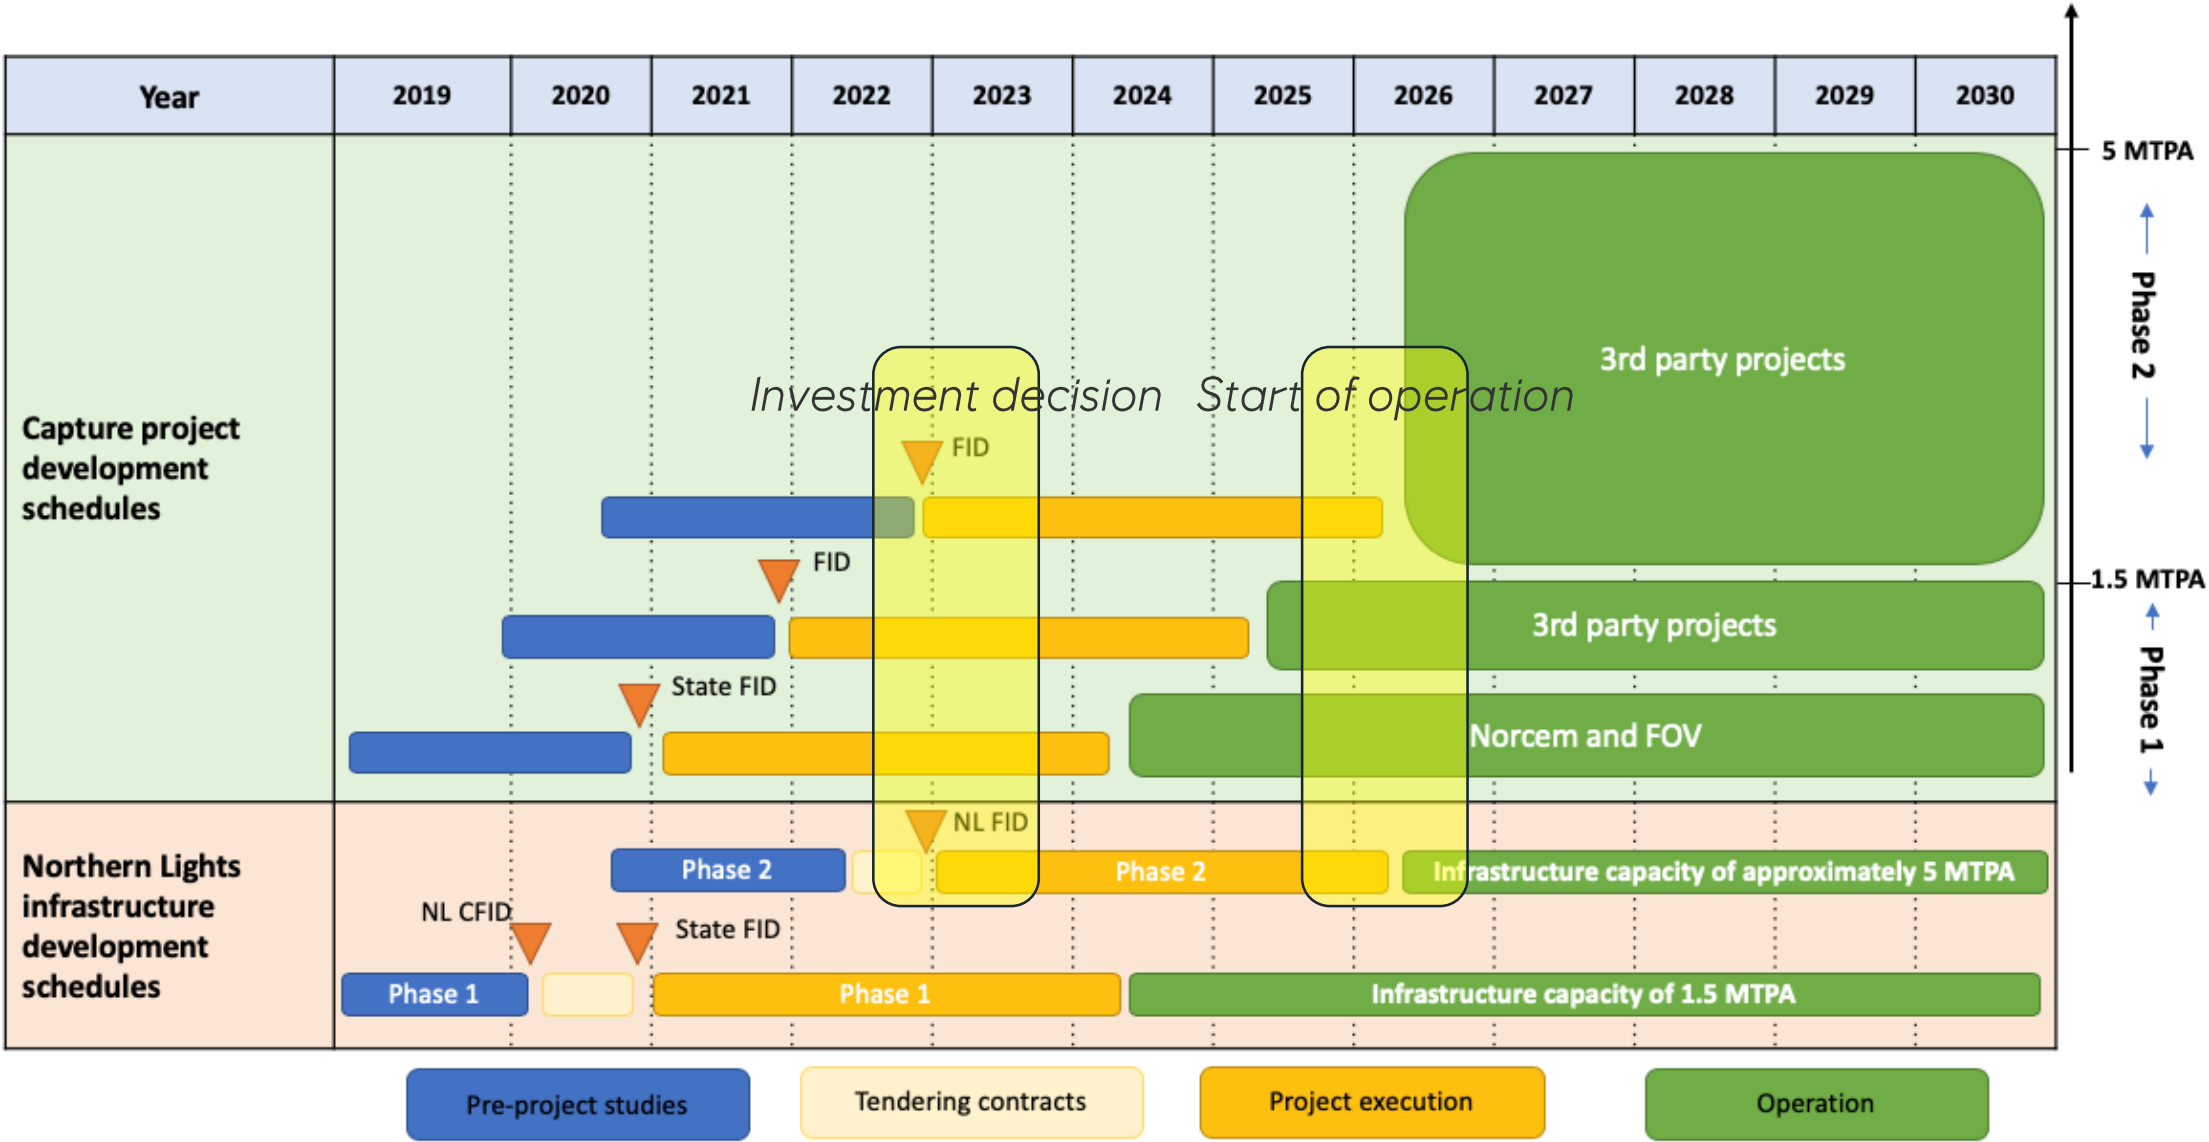 Year 2019 2020 2021 2022 2023 2024 2025 2026 2027 2028 2029 2030
5 MTPA
Phase 2
3rd party projects
Investment decision Start of operation
Capture project
development
schedules
FID
FID
1.5 MTPA
3rd party projects
Phase 1
State FID
Norcem and FOV
NL FID
Northern Lights
infrastructure
development
schedules
Phase 2 Phase 2 Infrastructure capacity of approximately 5 MTPA
NL CFID State FID
Phase 1 Phase 1 Infrastructure capacity of 1.5 MTPA
Pre-project studies Tendering contracts Project execution Operation